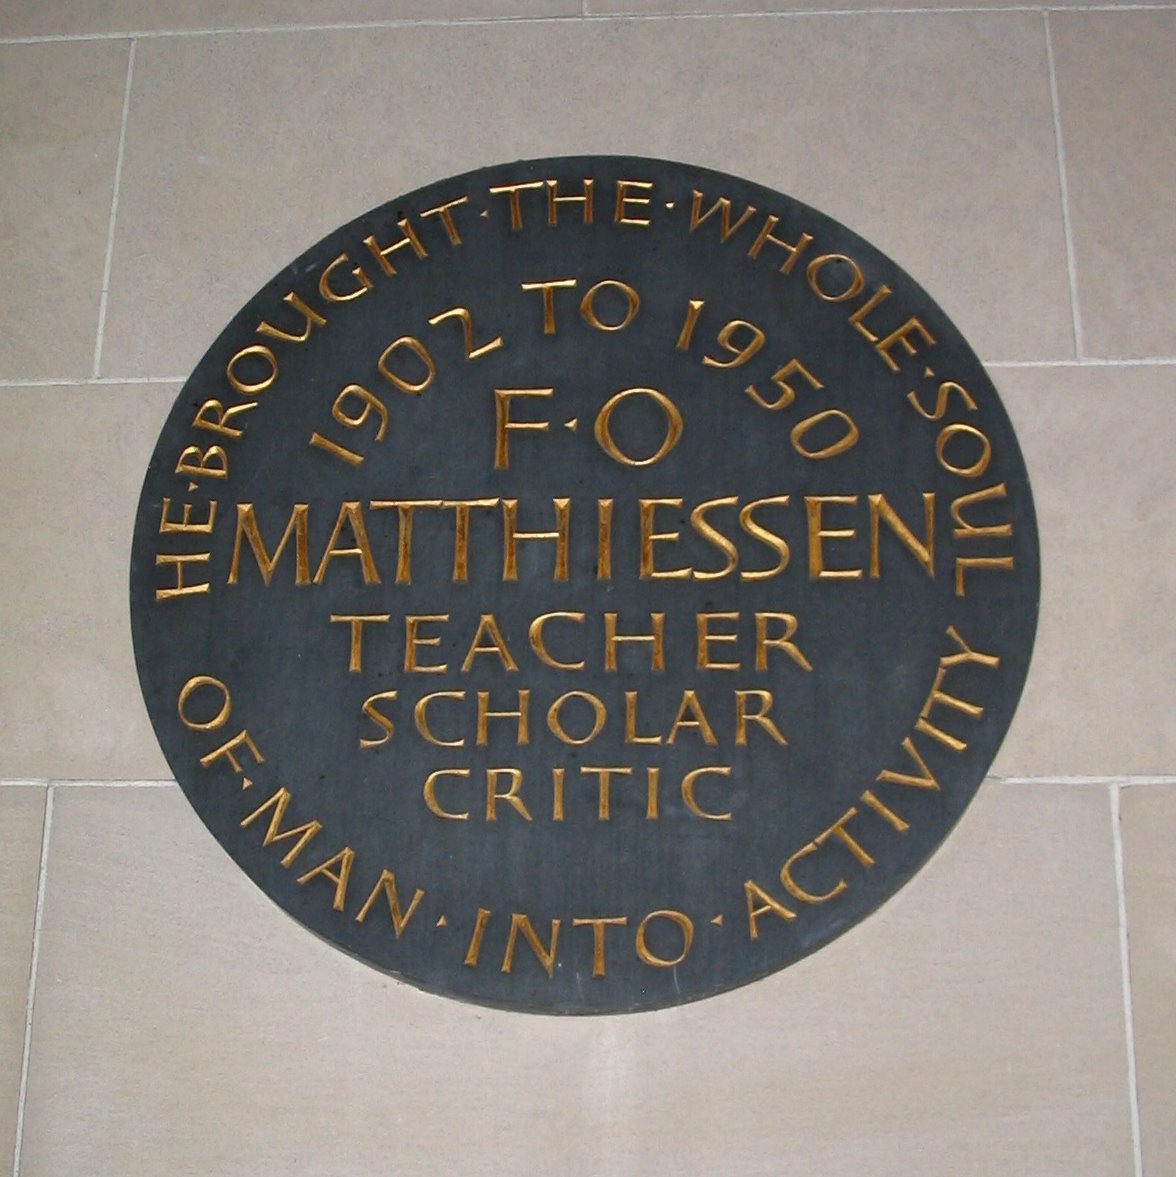 HE·BROUGHT·THE·WHOLE·SOUL
OF·MAN·INTO·ACTIVITY
1902 TO 1950
F·O
MATTHIESSEN
TEACHER
SCHOLAR
CRITIC